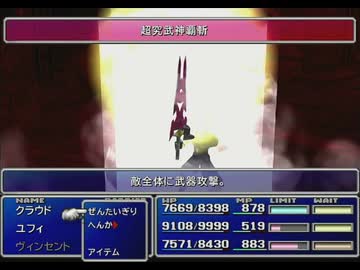 超究武神覇斬
敵全体に武器攻撃。
NAME HP MP LIMIT WAIT
クラウド ぜんたいぎり 7669/8398 878
ユフィ へんか 9108/9999 519
ヴィンセント アイテム 7571/8430 883